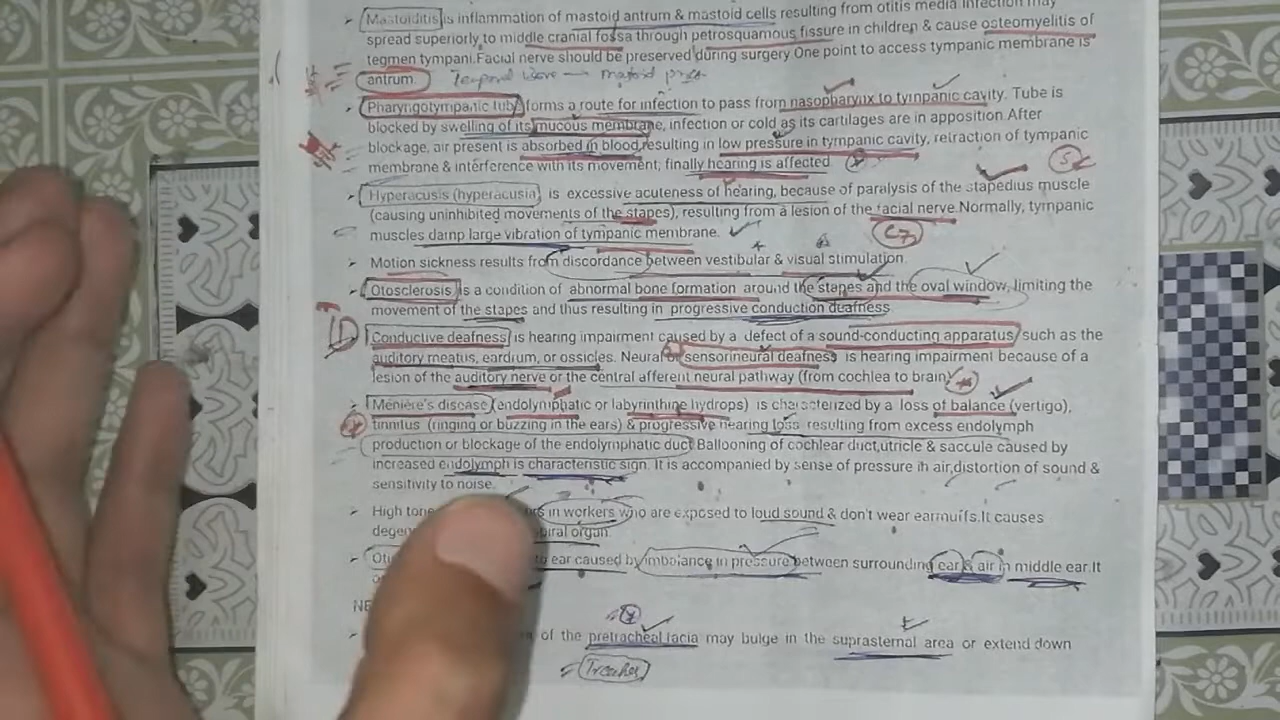 Mastoiditis is inflammation of mastoid antrum & mastoid cells resulting from otitis media infection may
spread superiorly to middle cranial fossa through petrosquamous fissure in children & cause osteomyelitis of
tegmen tympani.Facial nerve should be preserved during surgery.One point to access tympanic membrane is
antrum.
Pharyngotympanic tube forms a route for infection to pass from nasopharynx to tympanic cavity. Tube is
blocked by swelling of its mucous membrane, infection or cold as its cartilages are in apposition.After
blockage, air present is absorbed in blood,resulting in low pressure in tympanic cavity, retraction of tympanic
membrane & interference with its movement, finally hearing is affected
Hyperacusis (hyperacusia) is excessive acuteness of hearing, because of paralysis of the stapedius muscle
(causing uninhibited movements of the stapes), resulting from a lesion of the facial nerve.Normally, tympanic
muscles damp large vibration of tympanic membrane.
C7
Motion sickness results from discordance between vestibular & visual stimulation.
Otosclerosis is a condition of abnormal bone formation around the stapes and the oval window, limiting the
movement of the stapes and thus resulting in progressive conduction deafness
Conductive deafness is hearing impairment caused by a defect of a sound-conducting apparatus such as the
auditory meatus, eardrum, or ossicles. Neural or sensorineural deafness is hearing impairment because of a
lesion of the auditory nerve or the central afferent neural pathway (from cochlea to brain)
Meniere's disease (endolymphatic or labyrinthine hydrops) is characterized by a loss of balance (vertigo),
tinnitus (ringing or buzzing in the ears) & progressive hearing loss resulting from excess endolymph
production or blockage of the endolymphatic duct.Ballooning of cochlear duct,utricle & saccule caused by
increased endolymph is characteristic sign. It is accompanied by sense of pressure in air,distortion of sound &
sensitivity to noise.
High tone in workers who are exposed to loud sound & don't wear earmuffs.It causes
spiral organ.
to ear caused by imbalance in pressure between surrounding ear & air in middle ear.It
of the pretracheal facia may bulge in the suprasternal area or extend down